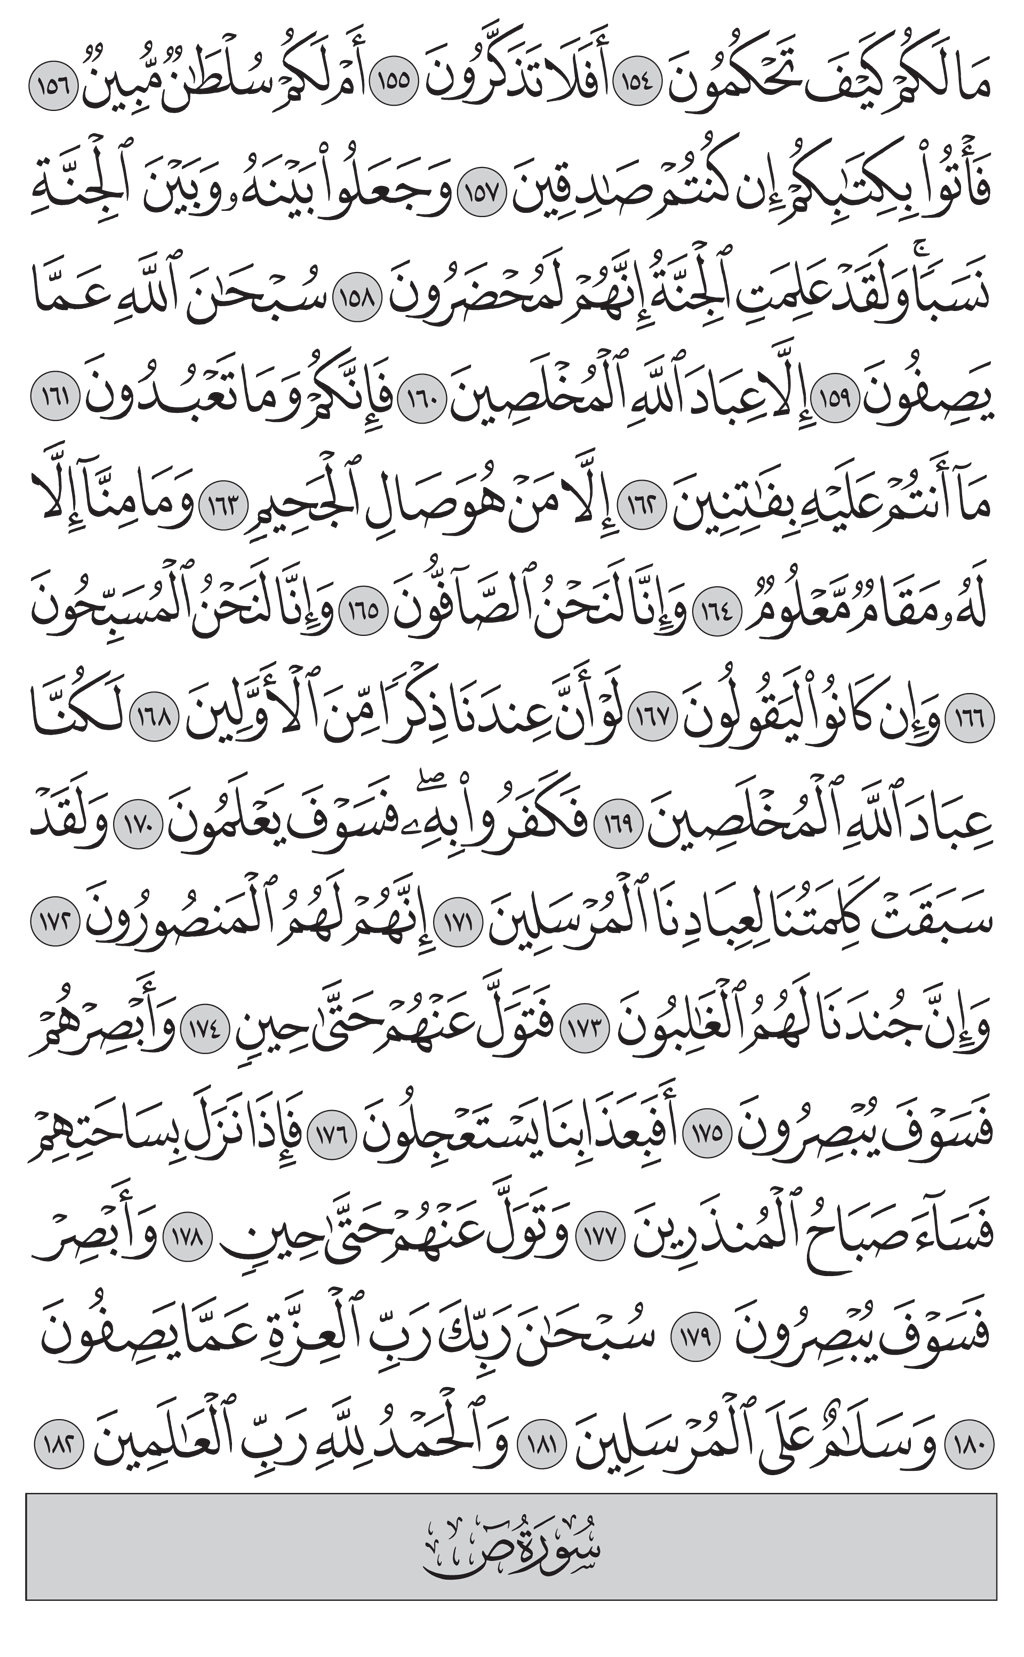 مَا لَكُمْ كَيْفَ تَحْكُمُونَ ١٥٤ أَفَلَا تَذَكَّرُونَ ١٥٥ أَمْ لَكُمْ سُلْطَٰنٌ مُّبِينٌ ١٥٦
فَأْتُوا۟ بِكِتَٰبِكُمْ إِن كُنتُمْ صَٰدِقِينَ ١٥٧ وَجَعَلُوا۟ بَيْنَهُۥ وَبَيْنَ ٱلْجِنَّةِ
نَسَبًا ۚ وَلَقَدْ عَلِمَتِ ٱلْجِنَّةُ إِنَّهُمْ لَمُحْضَرُونَ ١٥٨ سُبْحَٰنَ ٱللَّهِ عَمَّا
يَصِفُونَ ١٥٩ إِلَّا عِبَادَ ٱللَّهِ ٱلْمُخْلَصِينَ ١٦٠ فَإِنَّكُمْ وَمَا تَعْبُدُونَ ١٦١
مَآ أَنتُمْ عَلَيْهِ بِفَٰتِنِينَ ١٦٢ إِلَّا مَنْ هُوَ صَالِ ٱلْجَحِيمِ ١٦٣ وَمَا مِنَّآ إِلَّا
لَهُۥ مَقَامٌ مَّعْلُومٌ ١٦٤ وَإِنَّا لَنَحْنُ ٱلصَّآفُّونَ ١٦٥ وَإِنَّا لَنَحْنُ ٱلْمُسَبِّحُونَ
١٦٦ وَإِن كَانُوا۟ لَيَقُولُونَ ١٦٧ لَوْ أَنَّ عِندَنَا ذِكْرًا مِّنَ ٱلْأَوَّلِينَ ١٦٨ لَكُنَّا
عِبَادَ ٱللَّهِ ٱلْمُخْلَصِينَ ١٦٩ فَكَفَرُوا۟ بِهِۦ ۖ فَسَوْفَ يَعْلَمُونَ ١٧٠ وَلَقَدْ
سَبَقَتْ كَلِمَتُنَا لِعِبَادِنَا ٱلْمُرْسَلِينَ ١٧١ إِنَّهُمْ لَهُمُ ٱلْمَنصُورُونَ ١٧٢
وَإِنَّ جُندَنَا لَهُمُ ٱلْغَٰلِبُونَ ١٧٣ فَتَوَلَّ عَنْهُمْ حَتَّىٰ حِينٍ ١٧٤ وَأَبْصِرْهُمْ
فَسَوْفَ يُبْصِرُونَ ١٧٥ أَفَبِعَذَابِنَا يَسْتَعْجِلُونَ ١٧٦ فَإِذَا نَزَلَ بِسَاحَتِهِمْ
فَسَآءَ صَبَاحُ ٱلْمُنذَرِينَ ١٧٧ وَتَوَلَّ عَنْهُمْ حَتَّىٰ حِينٍ ١٧٨ وَأَبْصِرْ
فَسَوْفَ يُبْصِرُونَ ١٧٩ سُبْحَٰنَ رَبِّكَ رَبِّ ٱلْعِزَّةِ عَمَّا يَصِفُونَ
١٨٠ وَسَلَٰمٌ عَلَى ٱلْمُرْسَلِينَ ١٨١ وَٱلْحَمْدُ لِلَّهِ رَبِّ ٱلْعَٰلَمِينَ ١٨٢
سُورَةُ صٓ